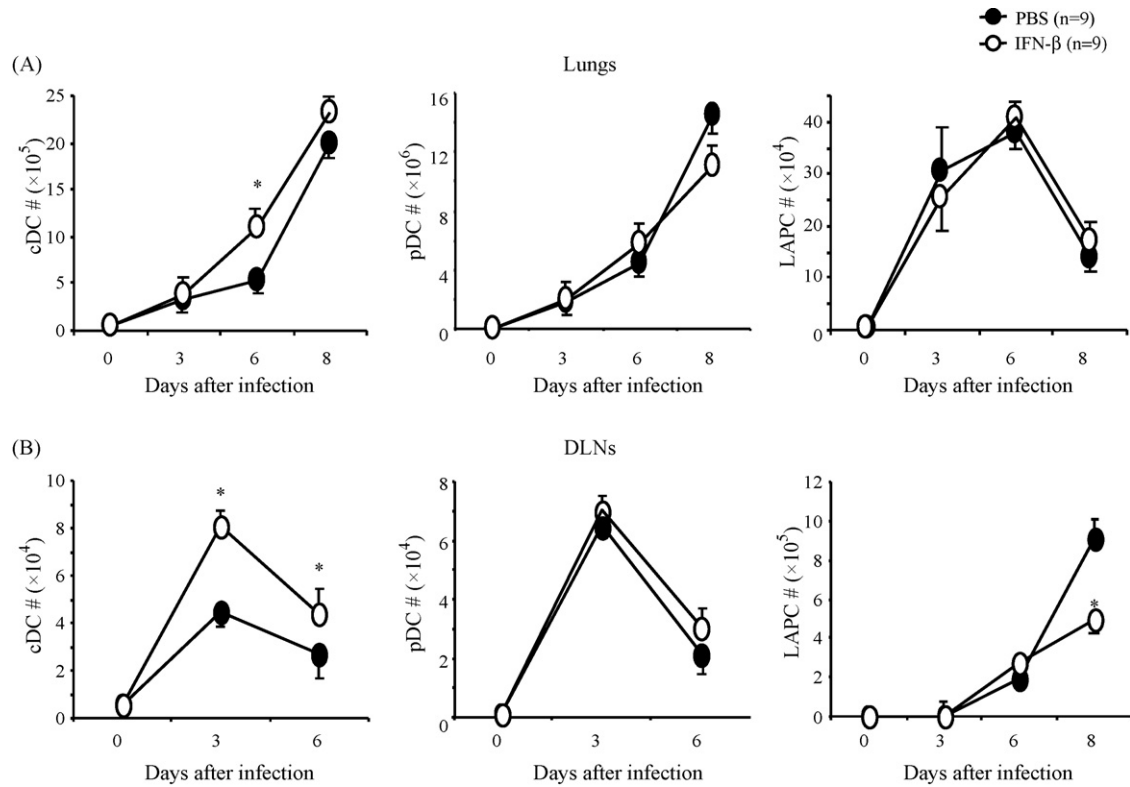 PBS (n=9)
IFN-β (n=9)
(A)
Lungs
cDC # (×10⁵)
25
20
15
10
5
0
*
0 3 6 8
Days after infection
pDC # (×10⁶)
16
12
8
4
0
0 3 6 8
Days after infection
LAPC # (×10⁴)
40
30
20
10
0
0 3 6 8
Days after infection
(B)
DLNs
cDC # (×10⁴)
10
8
6
4
2
0
*
*
0 3 6
Days after infection
pDC # (×10⁴)
8
6
4
2
0
0 3 6
Days after infection
LAPC # (×10⁵)
12
10
8
6
4
2
0
*
0 3 6 8
Days after infection